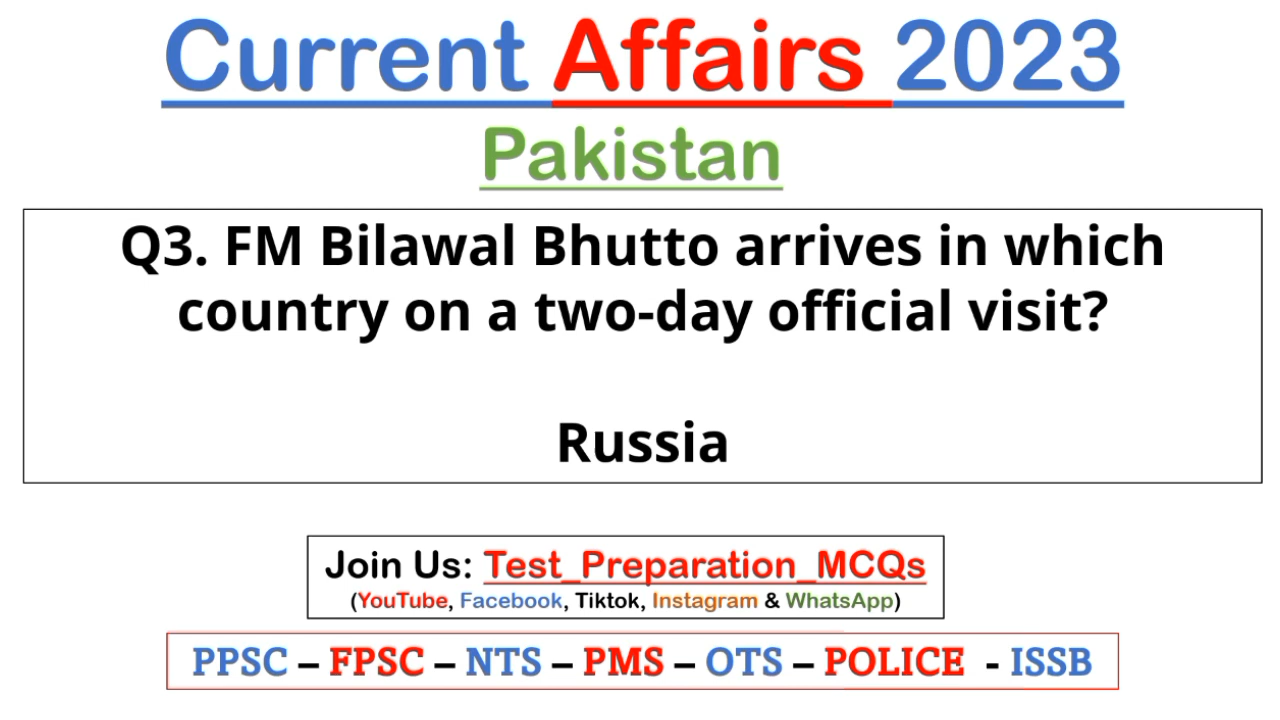 Current Affairs 2023
Pakistan
Q3. FM Bilawal Bhutto arrives in which
country on a two-day official visit?
Russia
Join Us: Test_Preparation_MCQs
(YouTube, Facebook, Tiktok, Instagram & WhatsApp)
PPSC – FPSC – NTS – PMS – OTS – POLICE - ISSB